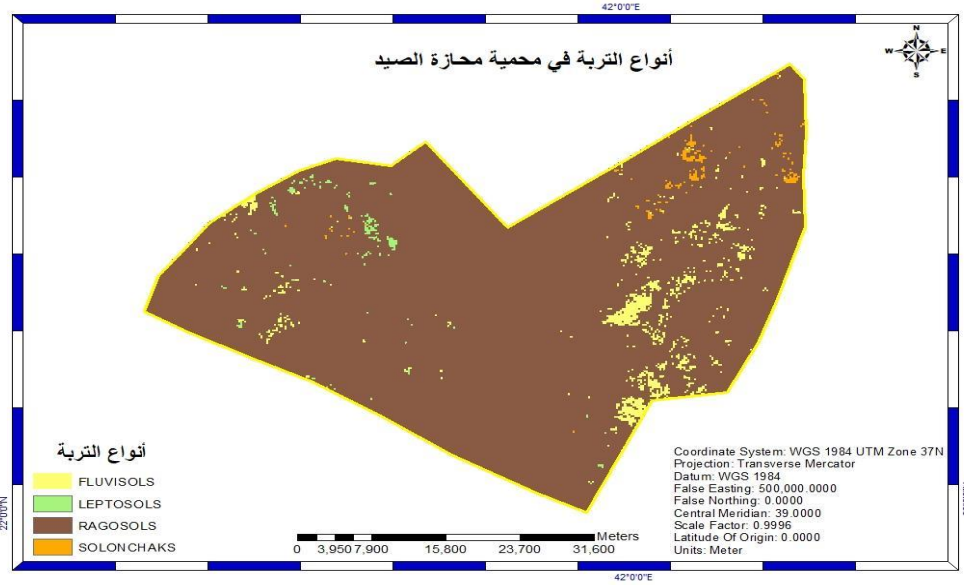 42°0'0"E
أنواع التربة في محمية محازة الصيد
N
W E
S
أنواع التربة
FLUVISOLS
LEPTOSOLS
RAGOSOLS
SOLONCHAKS
22°0'0"N
Meters
0 3,950 7,900 15,800 23,700 31,600
Coordinate System: WGS 1984 UTM Zone 37N
Projection: Transverse Mercator
Datum: WGS 1984
False Easting: 500,000.0000
False Northing: 0.0000
Central Meridian: 39.0000
Scale Factor: 0.9996
Latitude Of Origin: 0.0000
Units: Meter
42°0'0"E